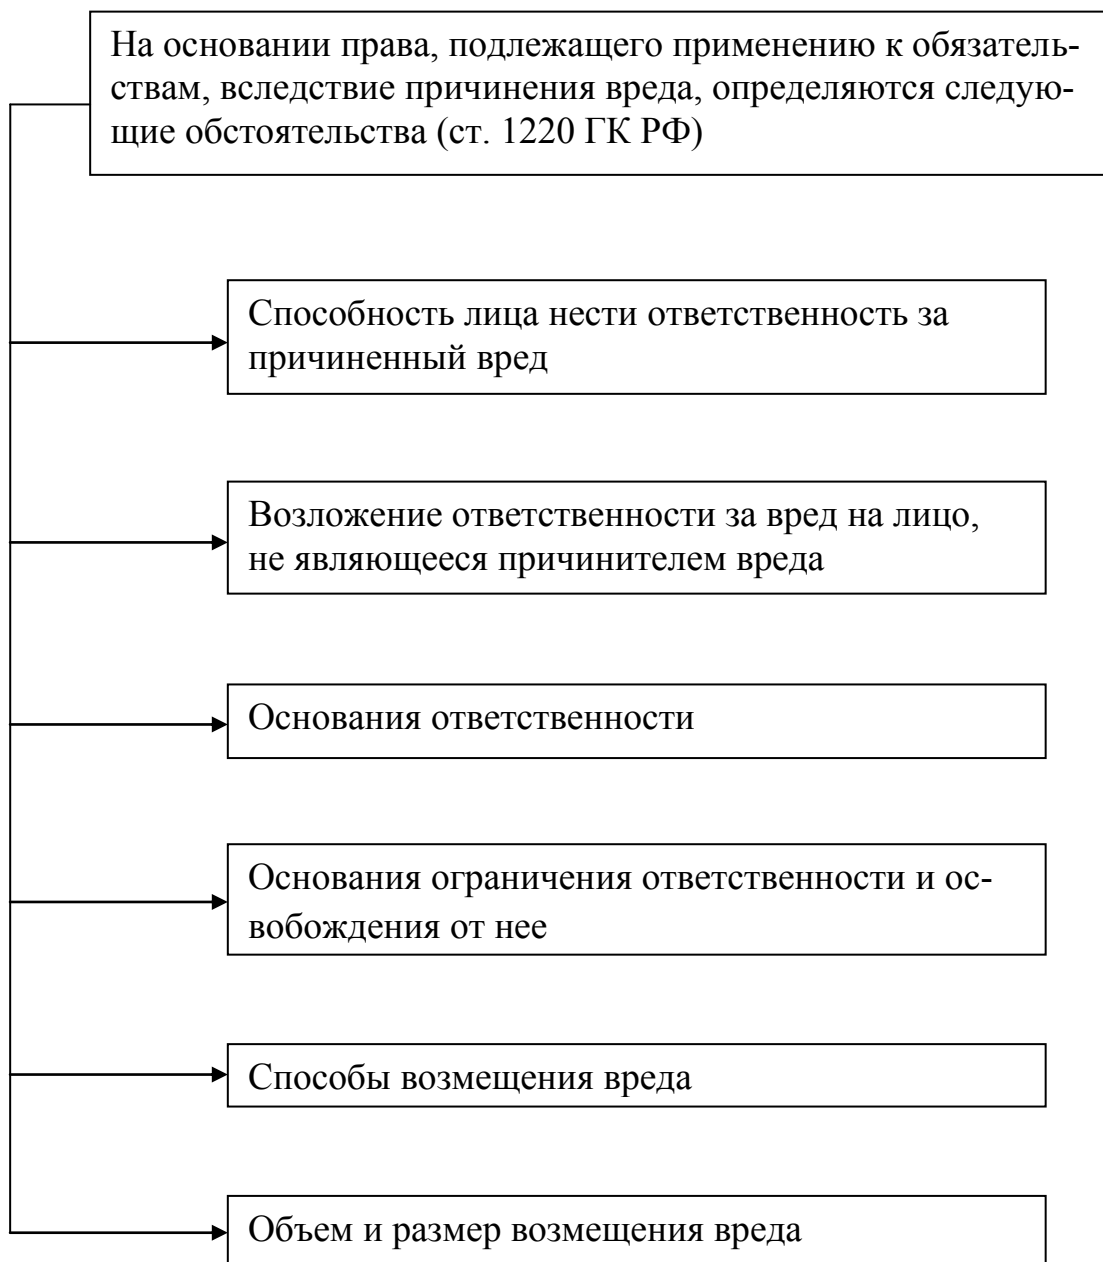 На основании права, подлежащего применению к обязатель-
ствам, вследствие причинения вреда, определяются следую-
щие обстоятельства (ст. 1220 ГК РФ)
Способность лица нести ответственность за
причиненный вред
Возложение ответственности за вред на лицо,
не являющееся причинителем вреда
Основания ответственности
Основания ограничения ответственности и ос-
вобождения от нее
Способы возмещения вреда
Объем и размер возмещения вреда